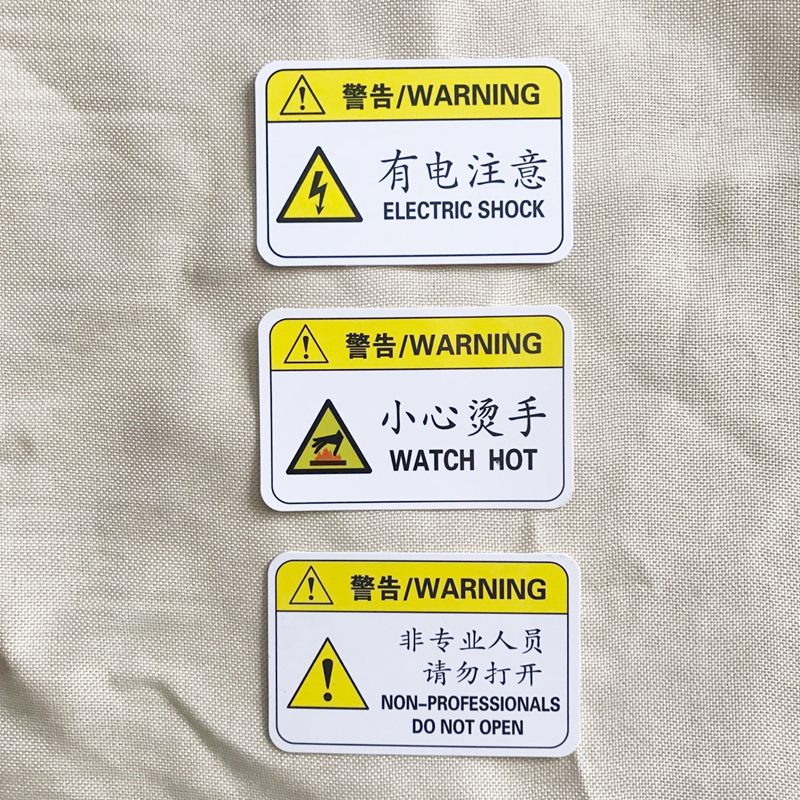 警告/WARNING
有电注意
ELECTRIC SHOCK
警告/WARNING
小心烫手
WATCH HOT
警告/WARNING
非专业人员
请勿打开
NON-PROFESSIONALS
DO NOT OPEN